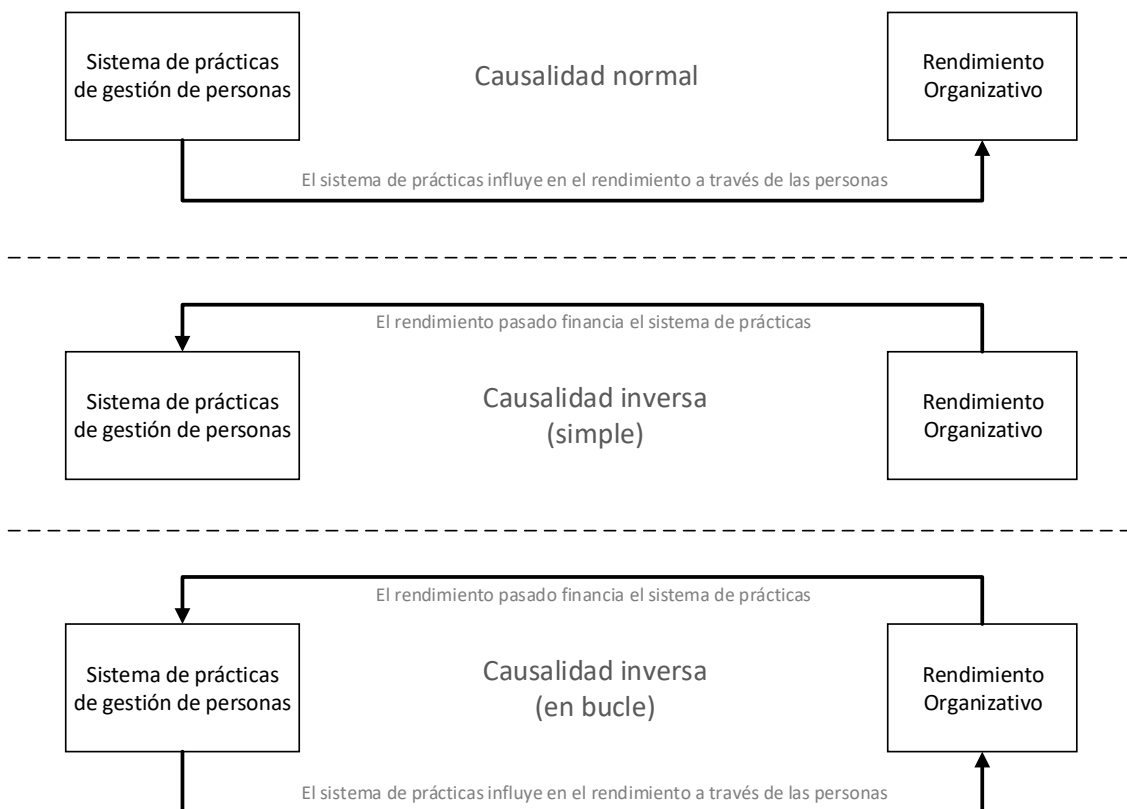 Sistema de prácticas
de gestión de personas
Causalidad normal
Rendimiento
Organizativo
El sistema de prácticas influye en el rendimiento a través de las personas
El rendimiento pasado financia el sistema de prácticas
Sistema de prácticas
de gestión de personas
Causalidad inversa
(simple)
Rendimiento
Organizativo
El rendimiento pasado financia el sistema de prácticas
Sistema de prácticas
de gestión de personas
Causalidad inversa
(en bucle)
Rendimiento
Organizativo
El sistema de prácticas influye en el rendimiento a través de las personas